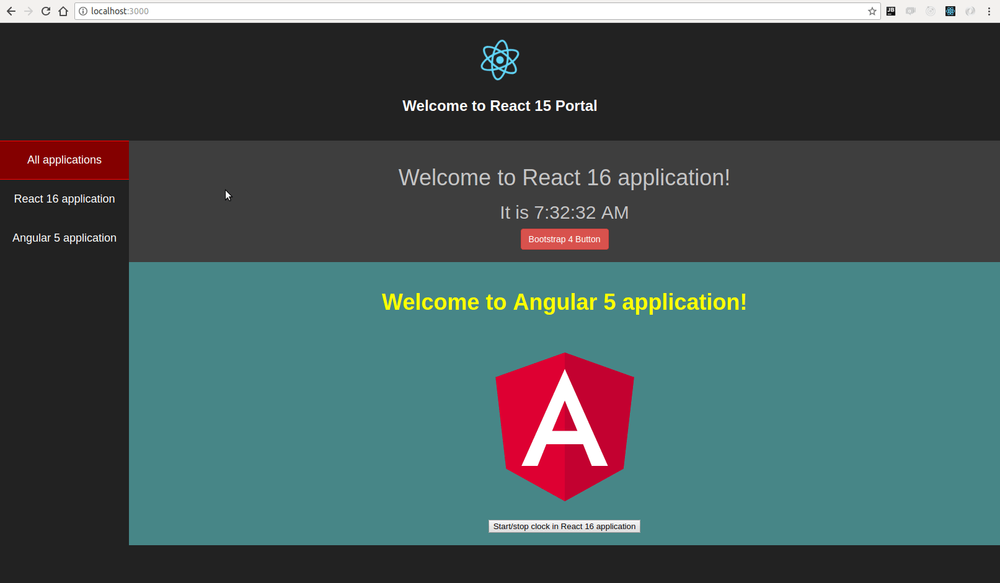 localhost:3000
JB
Welcome to React 15 Portal
All applications
React 16 application
Angular 5 application
Welcome to React 16 application!
It is 7:32:32 AM
Bootstrap 4 Button
Welcome to Angular 5 application!
A
Start/stop clock in React 16 application